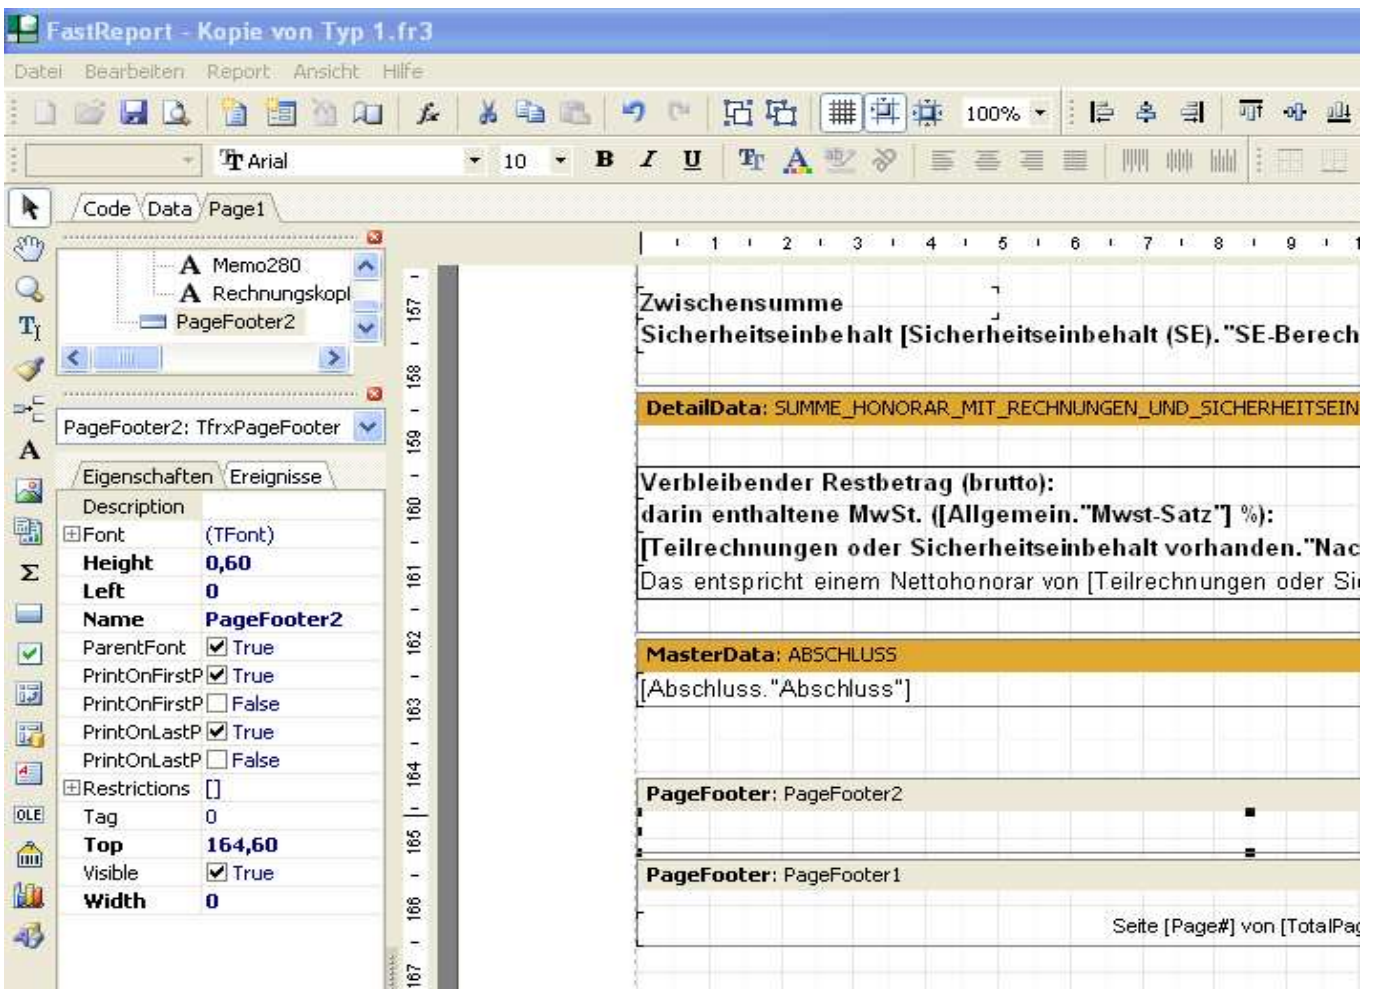 FastReport - Kopie von Typ 1.fr3
Datei Bearbeiten Report Ansicht Hilfe
100%
Arial 10 B I U
Code Data Page1
1 2 3 4 5 6 7 8 9 1
Memo280
Rechnungskopf
PageFooter2
PageFooter2: TfrxPageFooter
Eigenschaften Ereignisse
Description
Font (TFont)
Height 0,60
Left 0
Name PageFooter2
ParentFont True
PrintOnFirstP True
PrintOnFirstP False
PrintOnLastP True
PrintOnLastP False
Restrictions []
Tag 0
Top 164,60
Visible True
Width 0
OLE
157
158
159
160
161
162
163
164
165
166
167
Zwischensumme
Sicherheitseinbehalt [Sicherheitseinbehalt (SE)."SE-Berech
DetailData: SUMME_HONORAR_MIT_RECHNUNGEN_UND_SICHERHEITSEIN
Verbleibender Restbetrag (brutto):
darin enthaltene MwSt. ([Allgemein."Mwst-Satz"] %):
[Teilrechnungen oder Sicherheitseinbehalt vorhanden."Nac
Das entspricht einem Nettohonorar von [Teilrechnungen oder Si
MasterData: ABSCHLUSS
[Abschluss."Abschluss"]
PageFooter: PageFooter2
PageFooter: PageFooter1
Seite [Page#] von [TotalPag